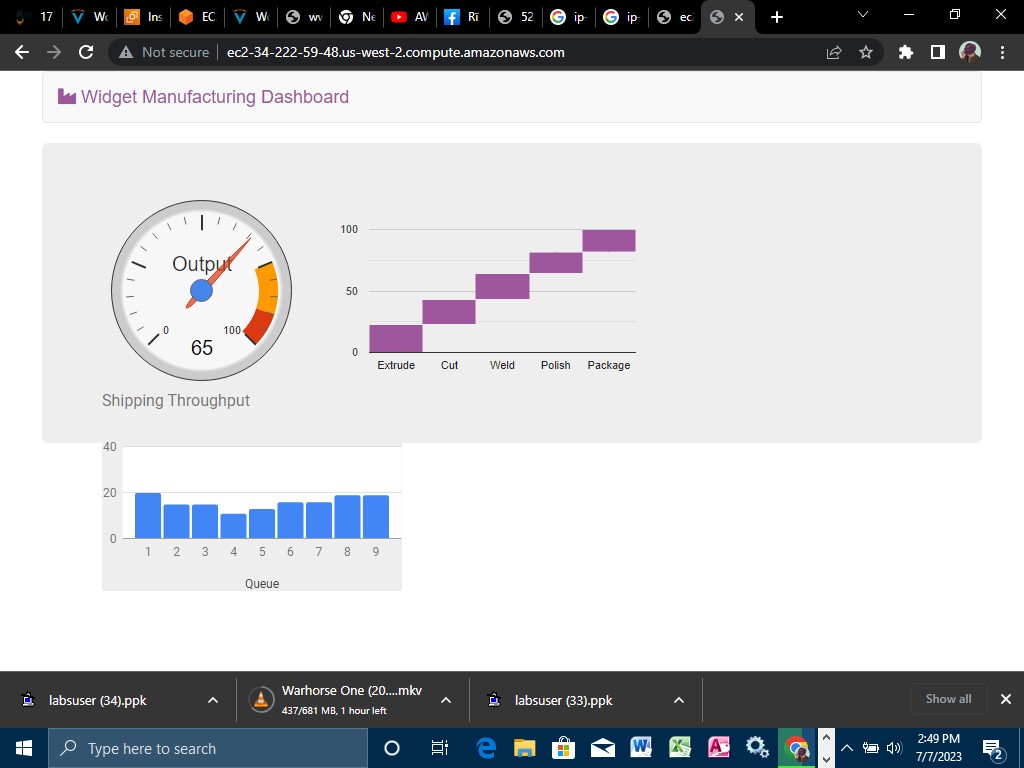 17
Wc
Ins
EC
Wi
wv
Ne
AV
52
ip-
ip-
ec
Not secure
ec2-34-222-59-48.us-west-2.compute.amazonaws.com
Widget Manufacturing Dashboard
Output
0
100
65
Shipping Throughput
100
50
0
Extrude Cut Weld Polish Package
40
20
0
1 2 3 4 5 6 7 8 9
Queue
labsuser (34).ppk
Warhorse One (20....mkv
437/681 MB, 1 hour left
labsuser (33).ppk
Show all
Type here to search
2:49 PM
7/7/2023
2